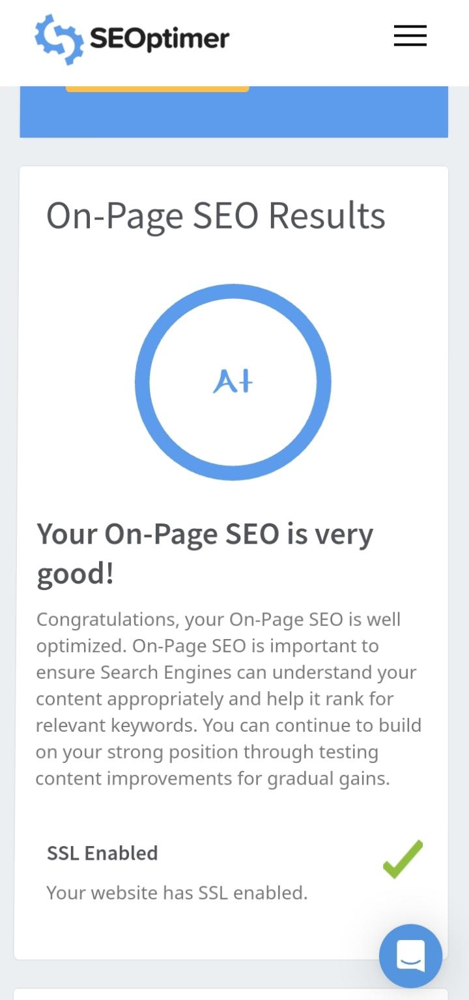 SEOptimer
On-Page SEO Results
A+
Your On-Page SEO is very
good!
Congratulations, your On-Page SEO is well
optimized. On-Page SEO is important to
ensure Search Engines can understand your
content appropriately and help it rank for
relevant keywords. You can continue to build
on your strong position through testing
content improvements for gradual gains.
SSL Enabled
Your website has SSL enabled.